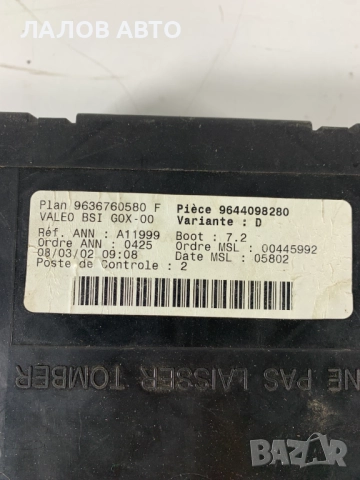 ЛАЛОВ АВТО
Plan 9636760580 F Pièce 9644098280
VALEO BSI G0X-00 Variante : D
Réf. ANN : A11999 Boot : 7.2
Ordre ANN : 0425 Ordre MSL : 00445992
08/03/02 09:08 Date MSL : 05802
Poste de Controle : 2
NE PAS LAISSER TOMBER
BAZAR